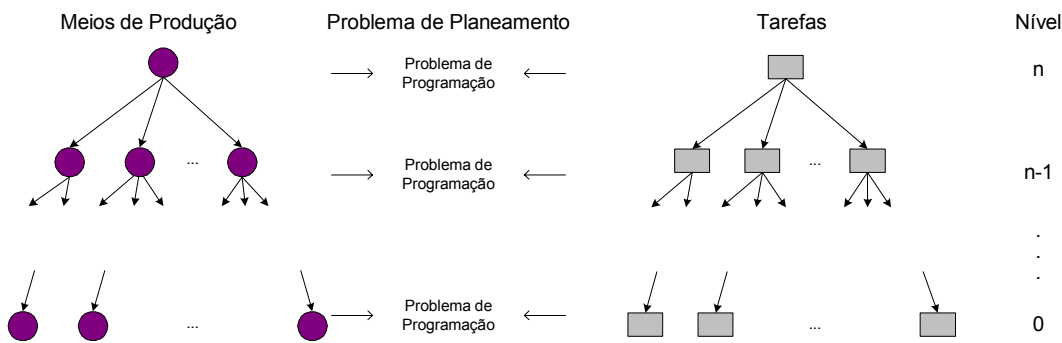 Meios de Produção Problema de Planeamento Tarefas Nível
Problema de
Programação
n
... ...
Problema de
Programação
n-1
.
.
.
... ...
Problema de
Programação
0